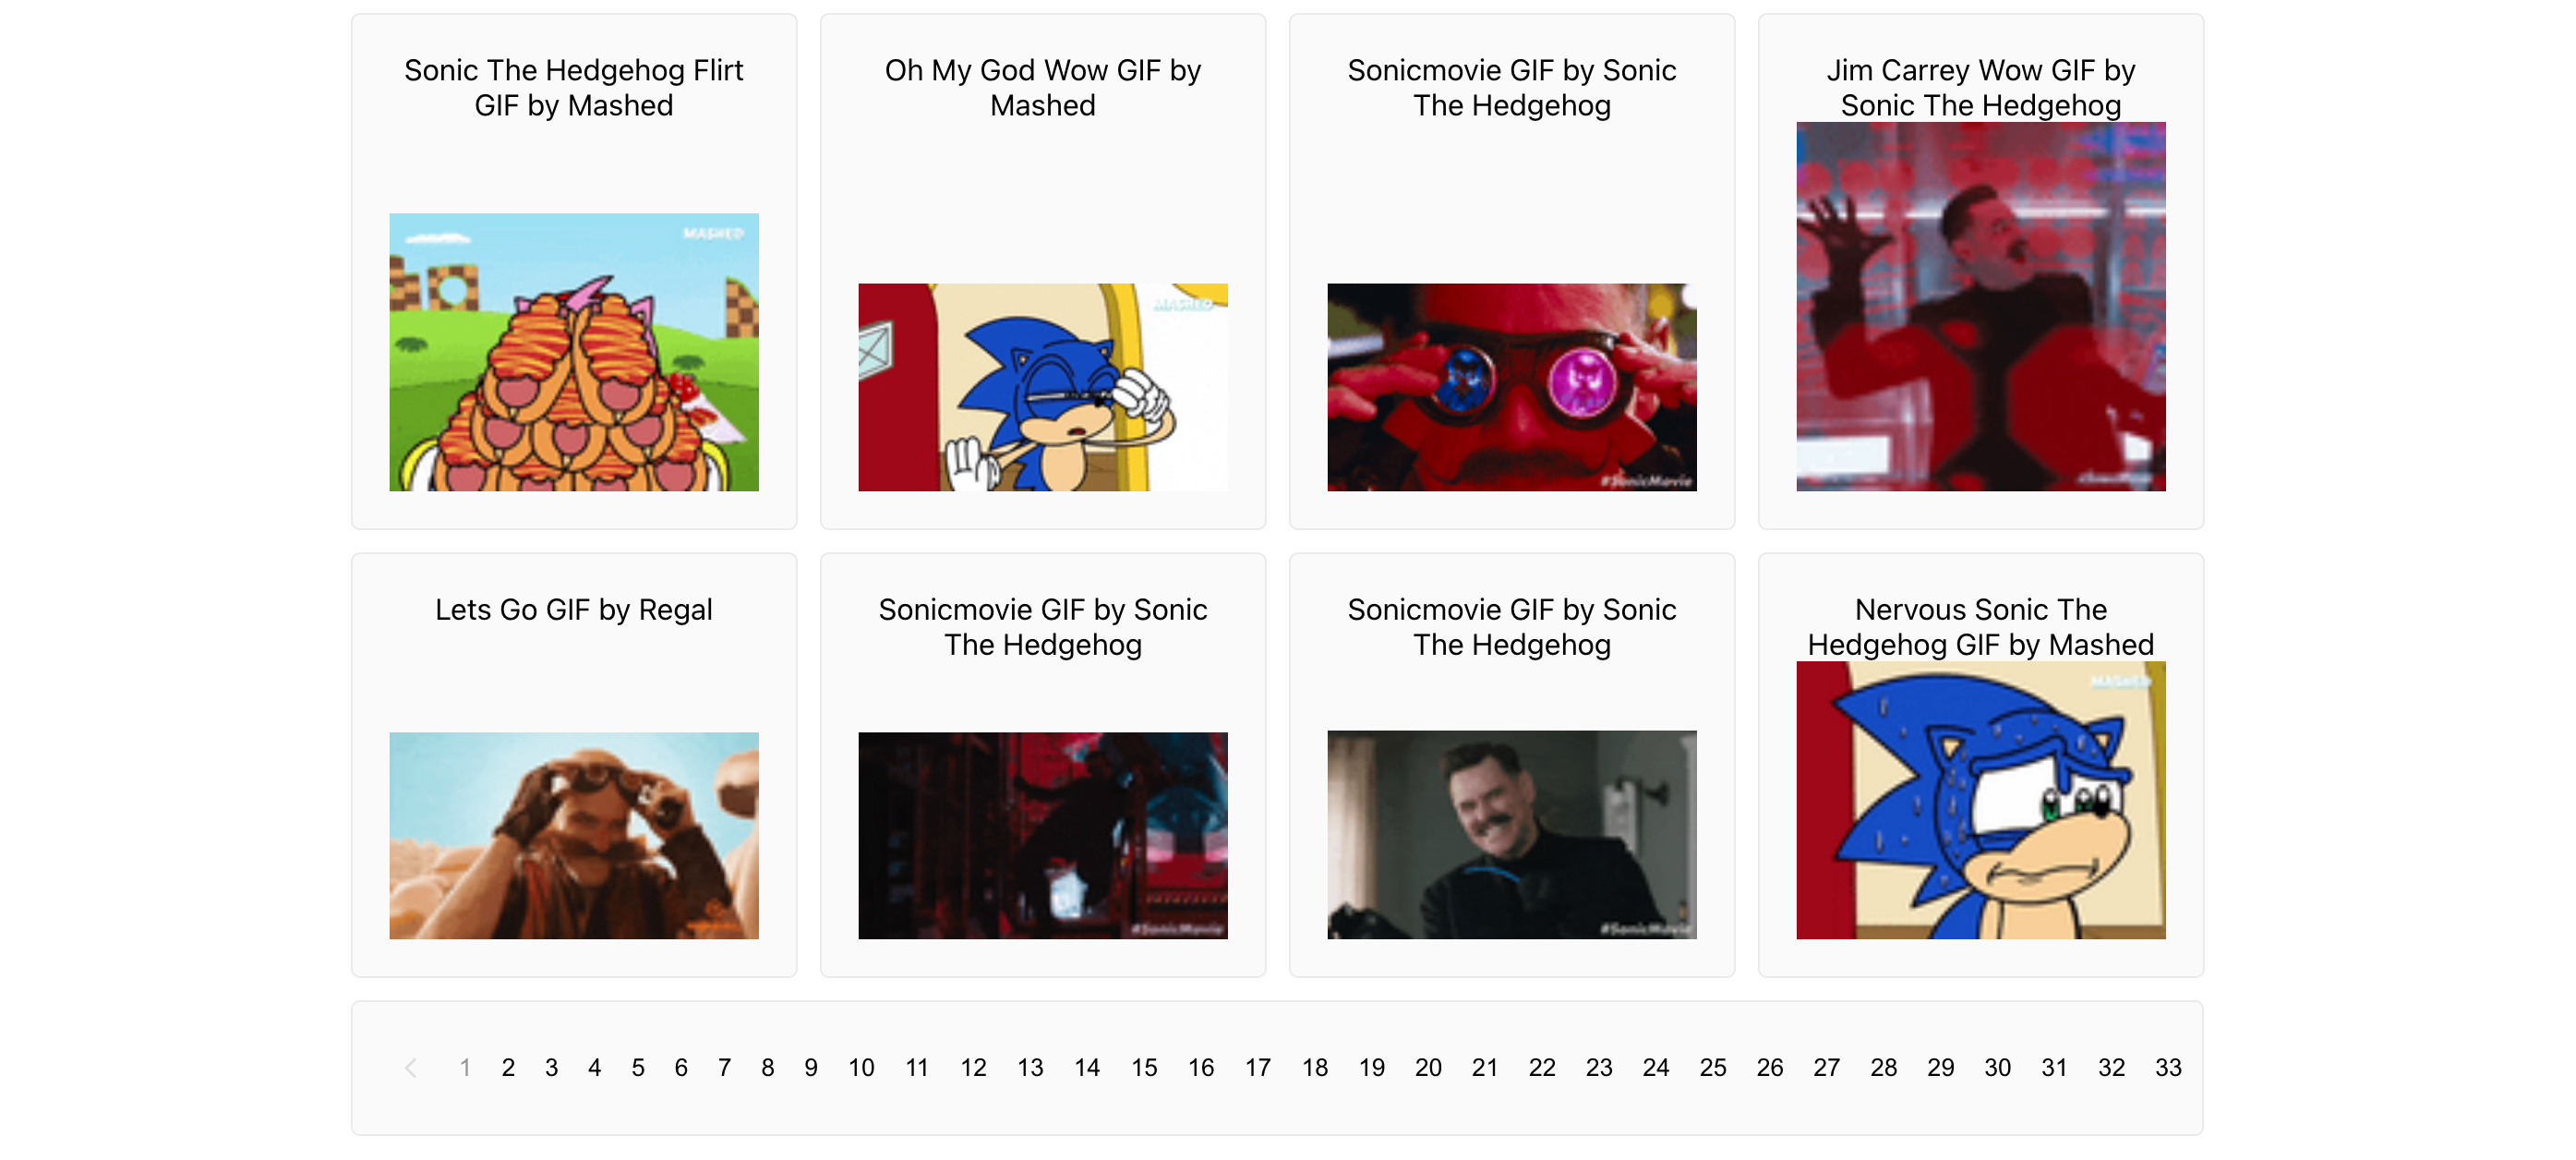 Sonic The Hedgehog Flirt
GIF by Mashed
MASHED
Oh My God Wow GIF by
Mashed
MASHED
Sonicmovie GIF by Sonic
The Hedgehog
#SonicMovie
Jim Carrey Wow GIF by
Sonic The Hedgehog
Lets Go GIF by Regal
Sonicmovie GIF by Sonic
The Hedgehog
#SonicMovie
Sonicmovie GIF by Sonic
The Hedgehog
#SonicMovie
Nervous Sonic The
Hedgehog GIF by Mashed
MASHED
1 2 3 4 5 6 7 8 9 10 11 12 13 14 15 16 17 18 19 20 21 22 23 24 25 26 27 28 29 30 31 32 33